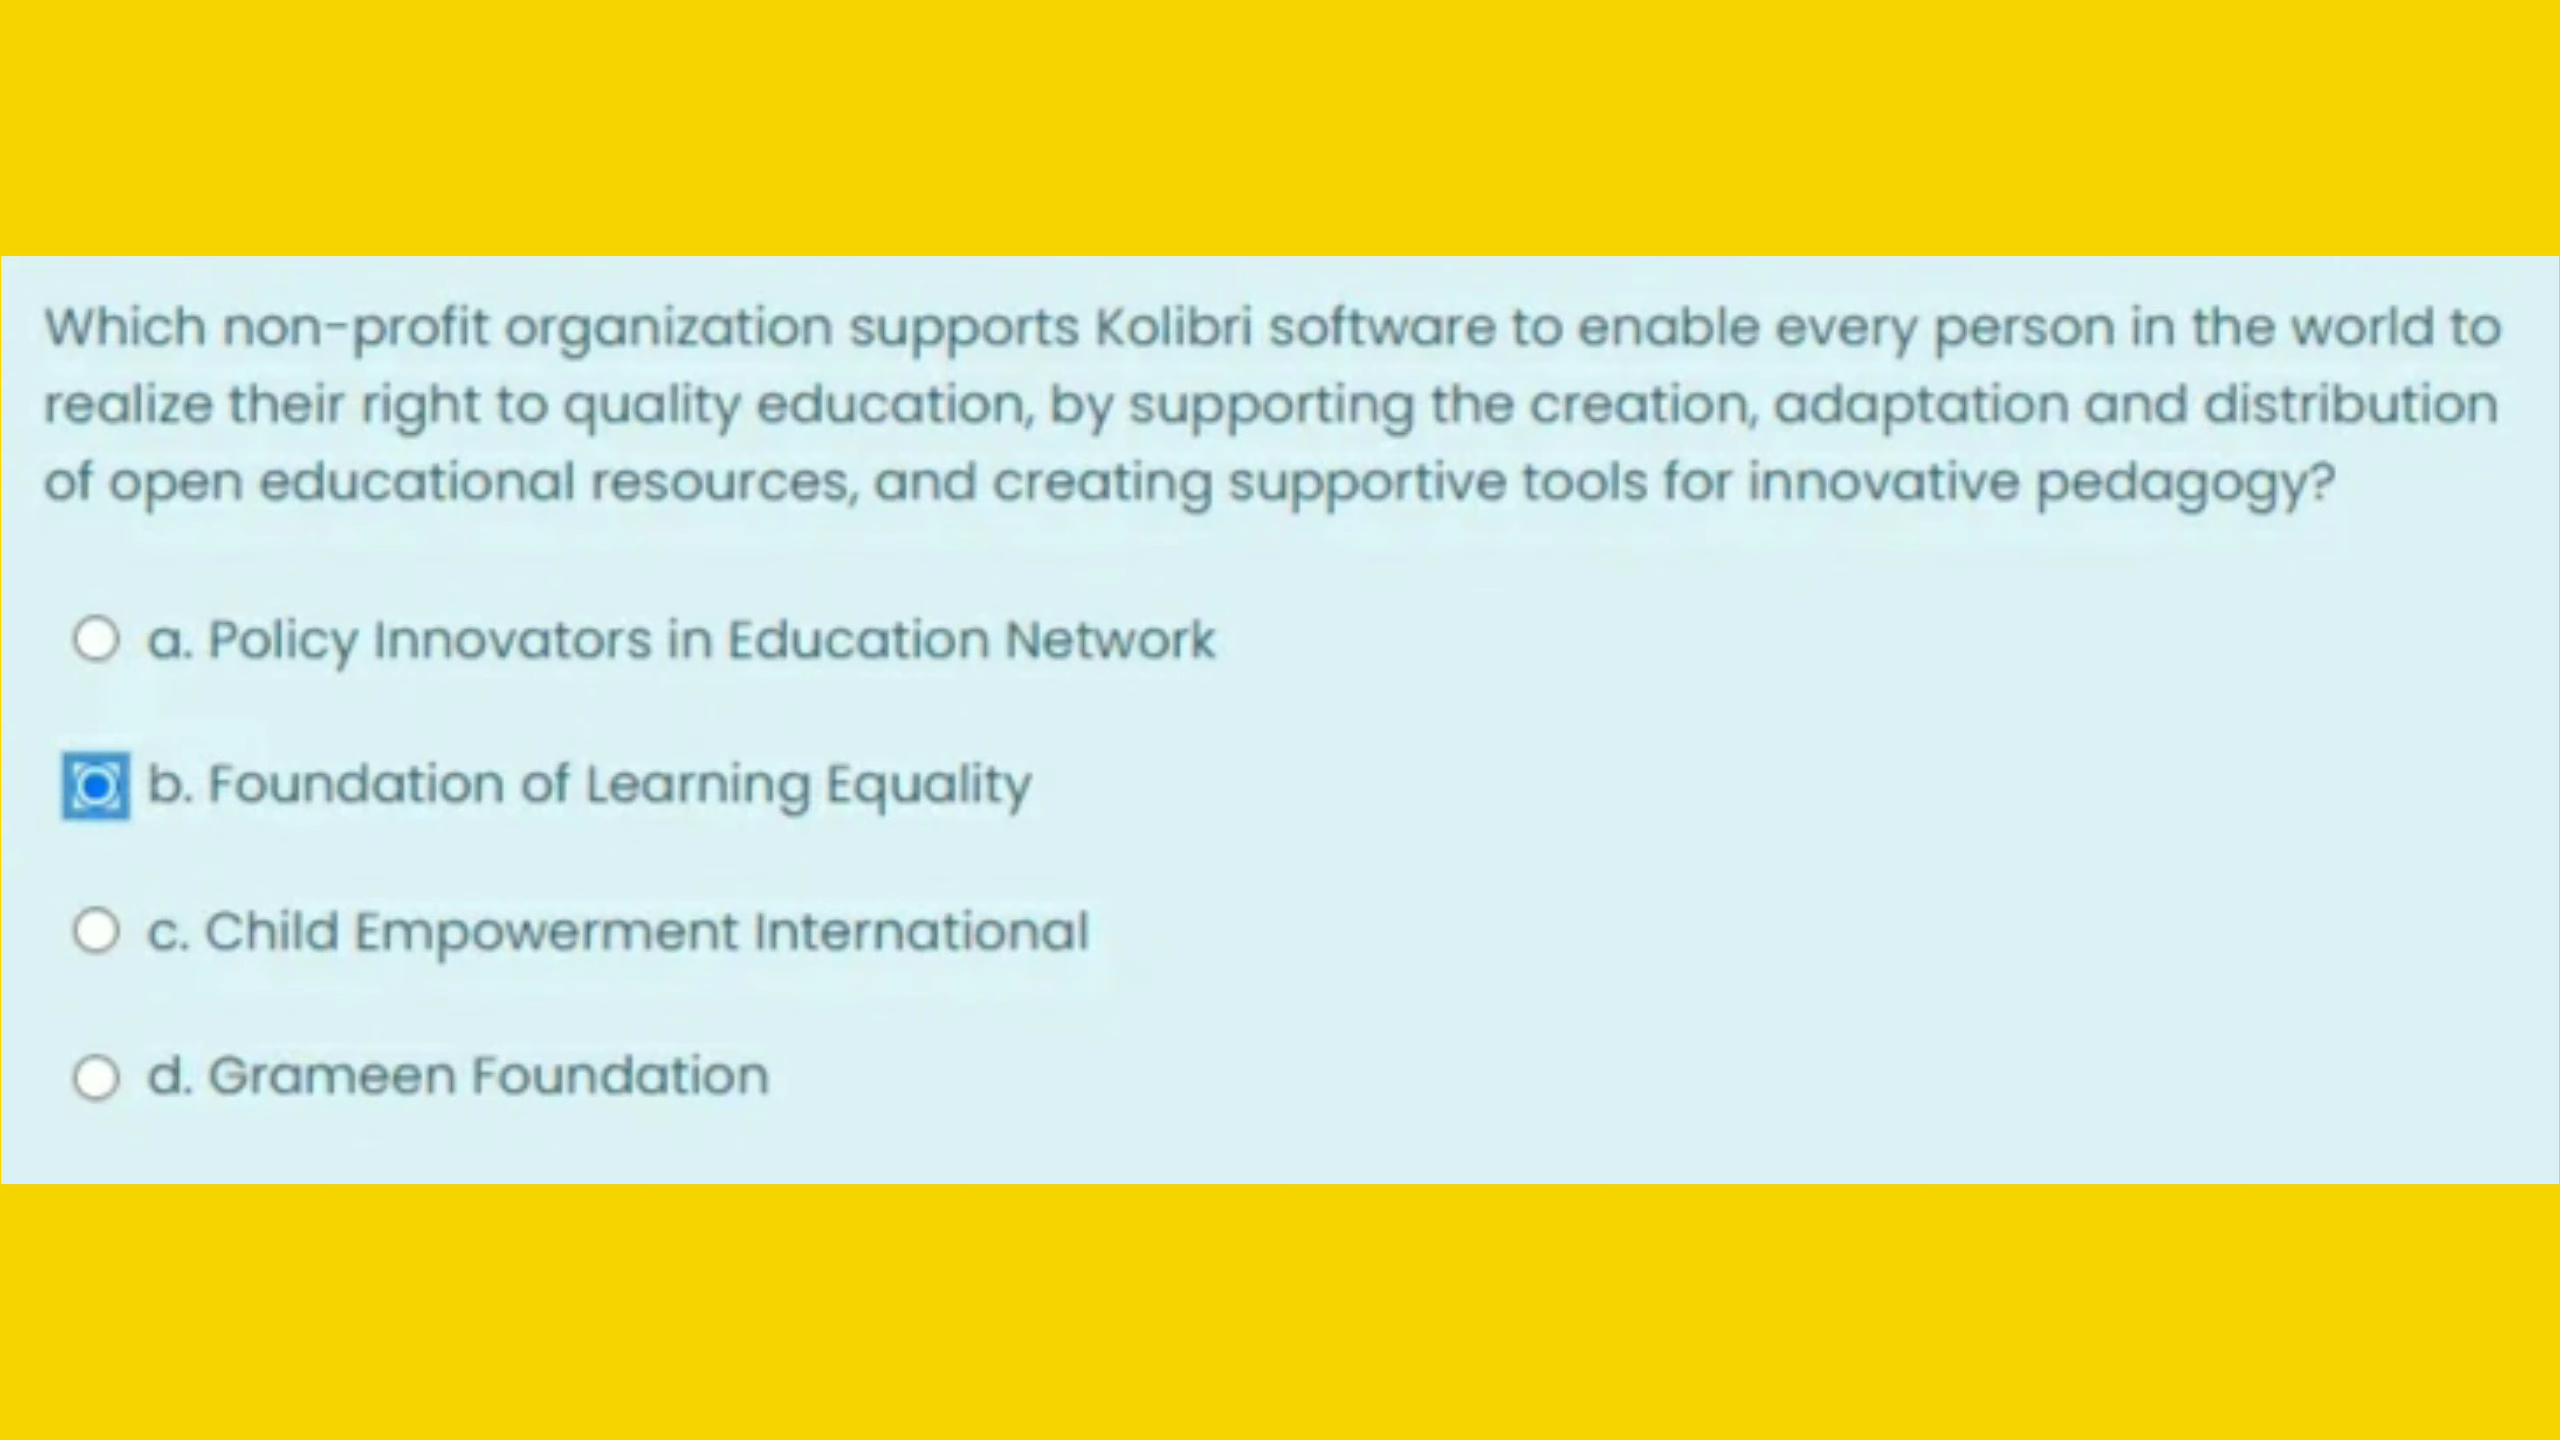 Which non-profit organization supports Kolibri software to enable every person in the world to
realize their right to quality education, by supporting the creation, adaptation and distribution
of open educational resources, and creating supportive tools for innovative pedagogy?
a. Policy Innovators in Education Network
b. Foundation of Learning Equality
c. Child Empowerment International
d. Grameen Foundation